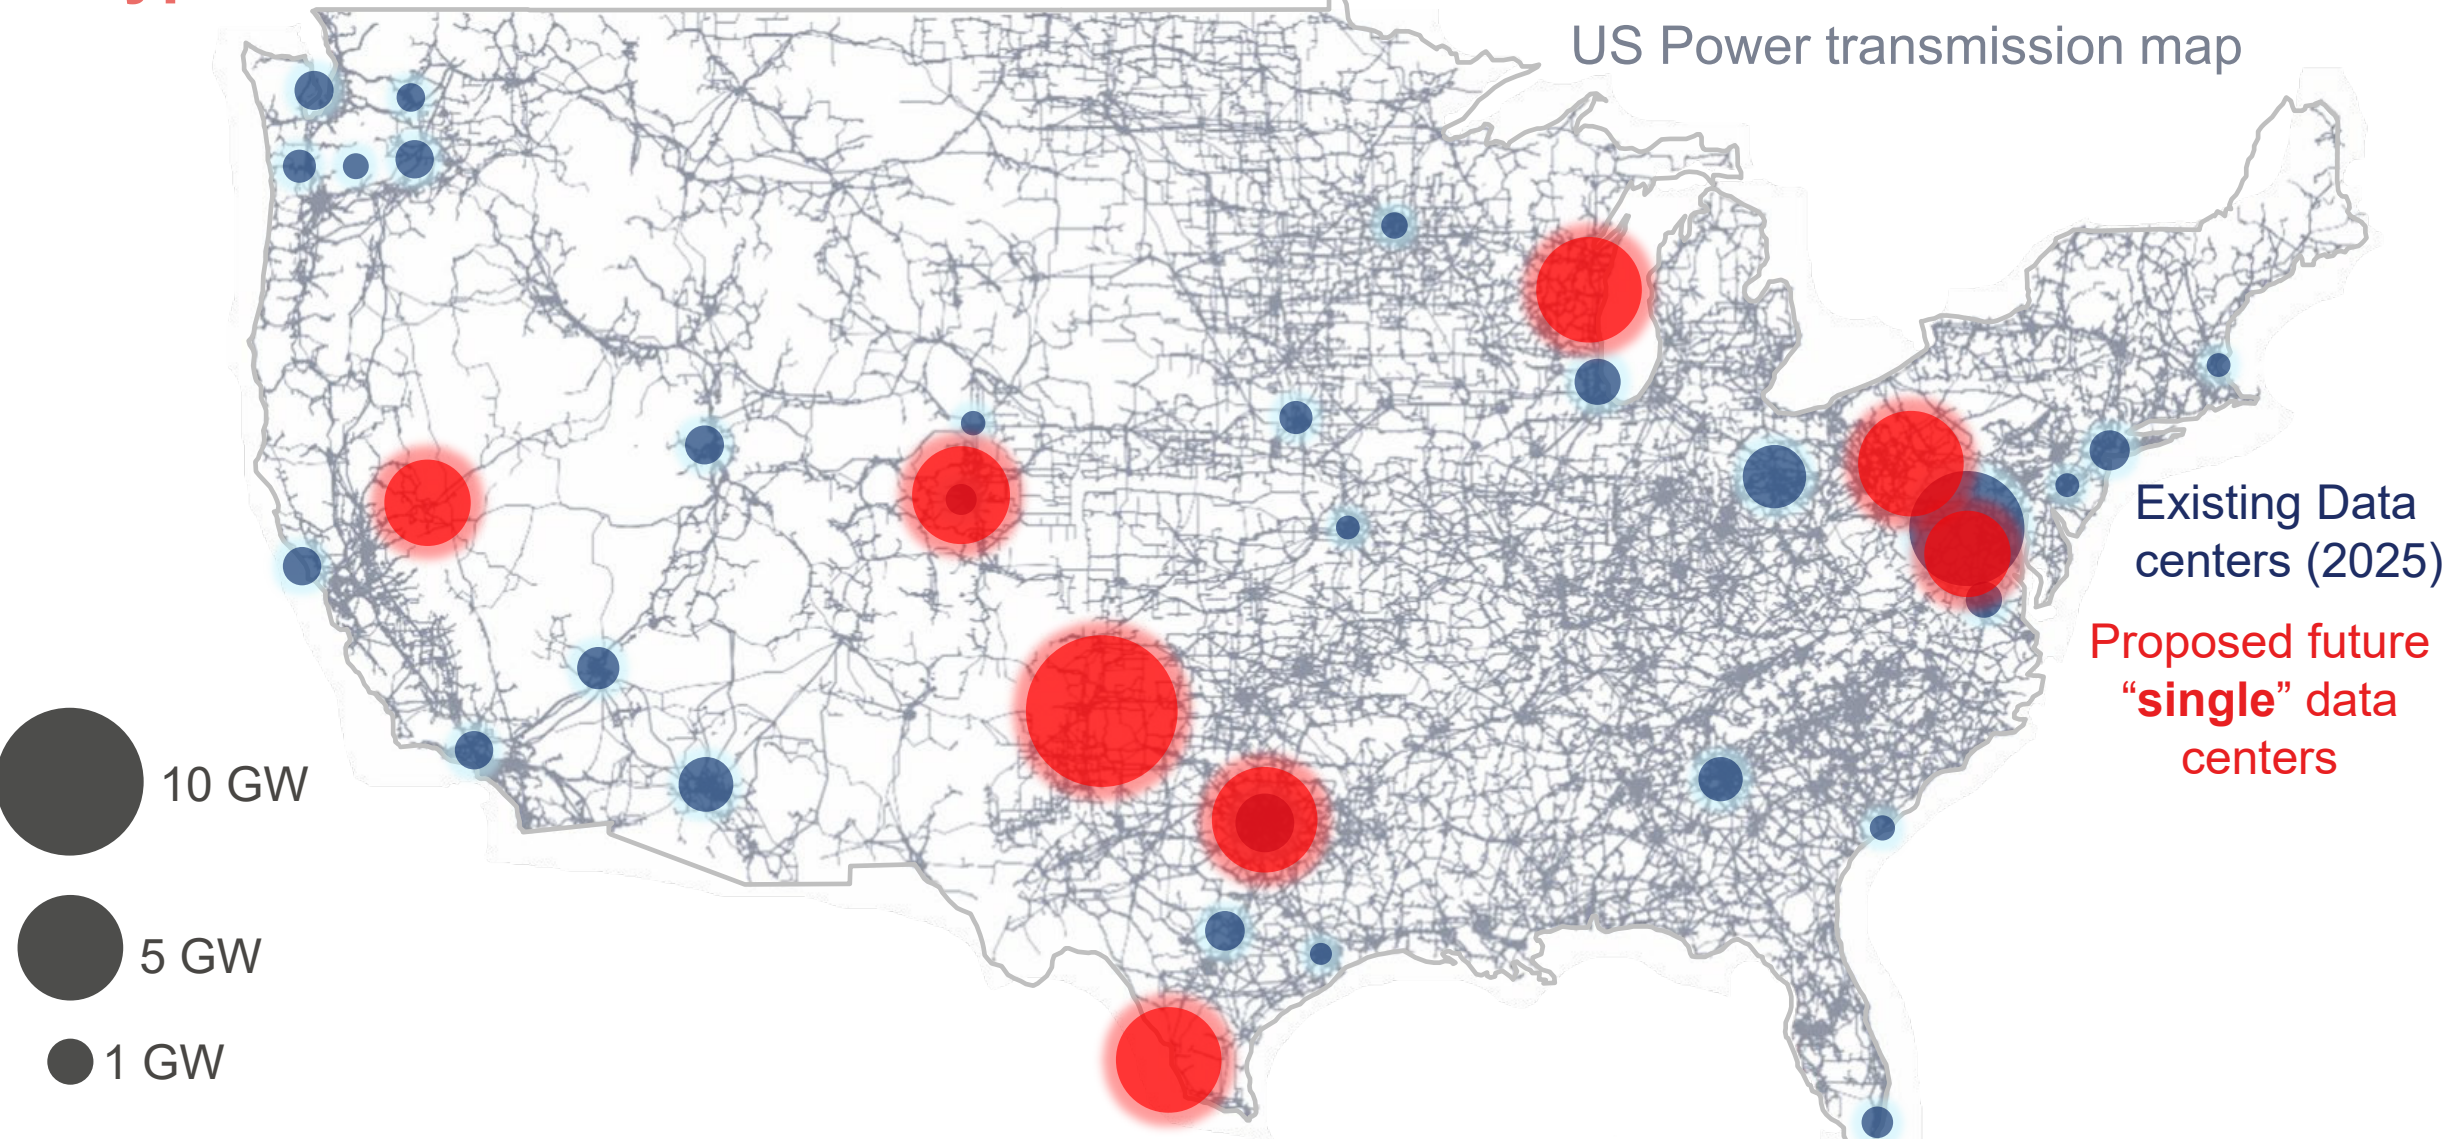 US Power transmission map
Existing Data
centers (2025)
Proposed future
“single” data
centers
10 GW
5 GW
1 GW